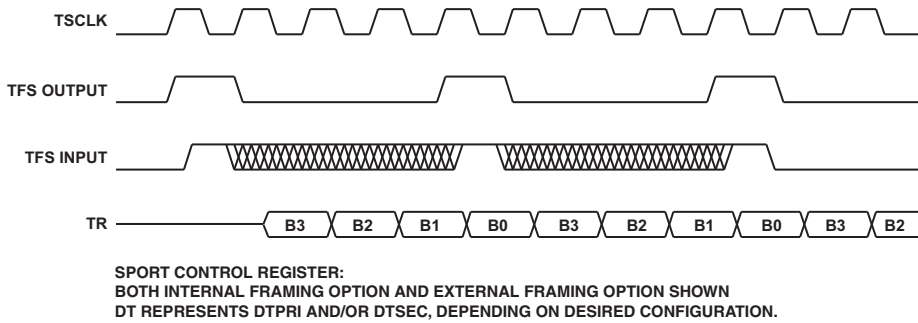 TSCLK
TFS OUTPUT
TFS INPUT
TR B3 B2 B1 B0 B3 B2 B1 B0 B3 B2
SPORT CONTROL REGISTER:
BOTH INTERNAL FRAMING OPTION AND EXTERNAL FRAMING OPTION SHOWN
DT REPRESENTS DTPRI AND/OR DTSEC, DEPENDING ON DESIRED CONFIGURATION.